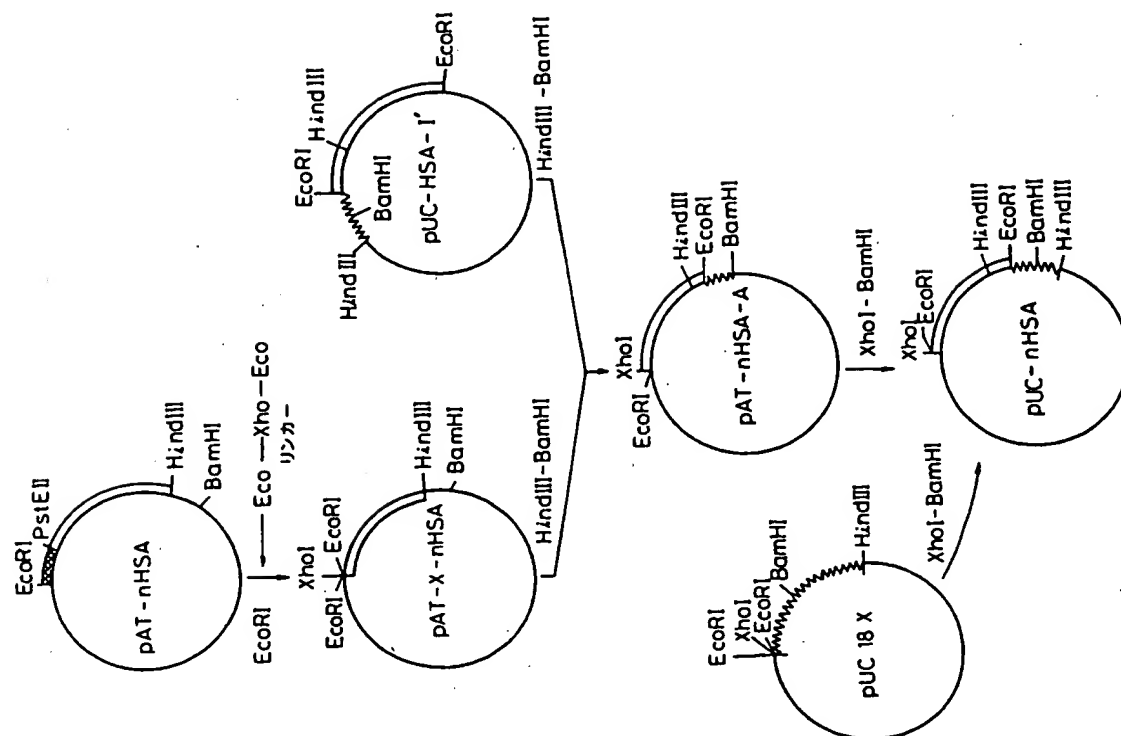 EcoRI
PstEII
pAT-nHSA
HindIII
BamHI
EcoRI
Eco—Xho—Eco
リンカー
XhoI
EcoRI
EcoRI
pAT-X-nHSA
HindIII
BamHI
HindIII-BamHI
EcoRI
HindIII
HindIII
BamHI
pUC-HSA-I′
EcoRI
HindIII-BamHI
XhoI
EcoRI
HindIII
EcoRI
BamHI
pAT-nHSA-A
XhoI-BamHI
EcoRI
XhoI
EcoRI
BamHI
HindIII
pUC 18 X
XhoI-BamHI
XhoI
EcoRI
HindIII
EcoRI
BamHI
HindIII
pUC-nHSA